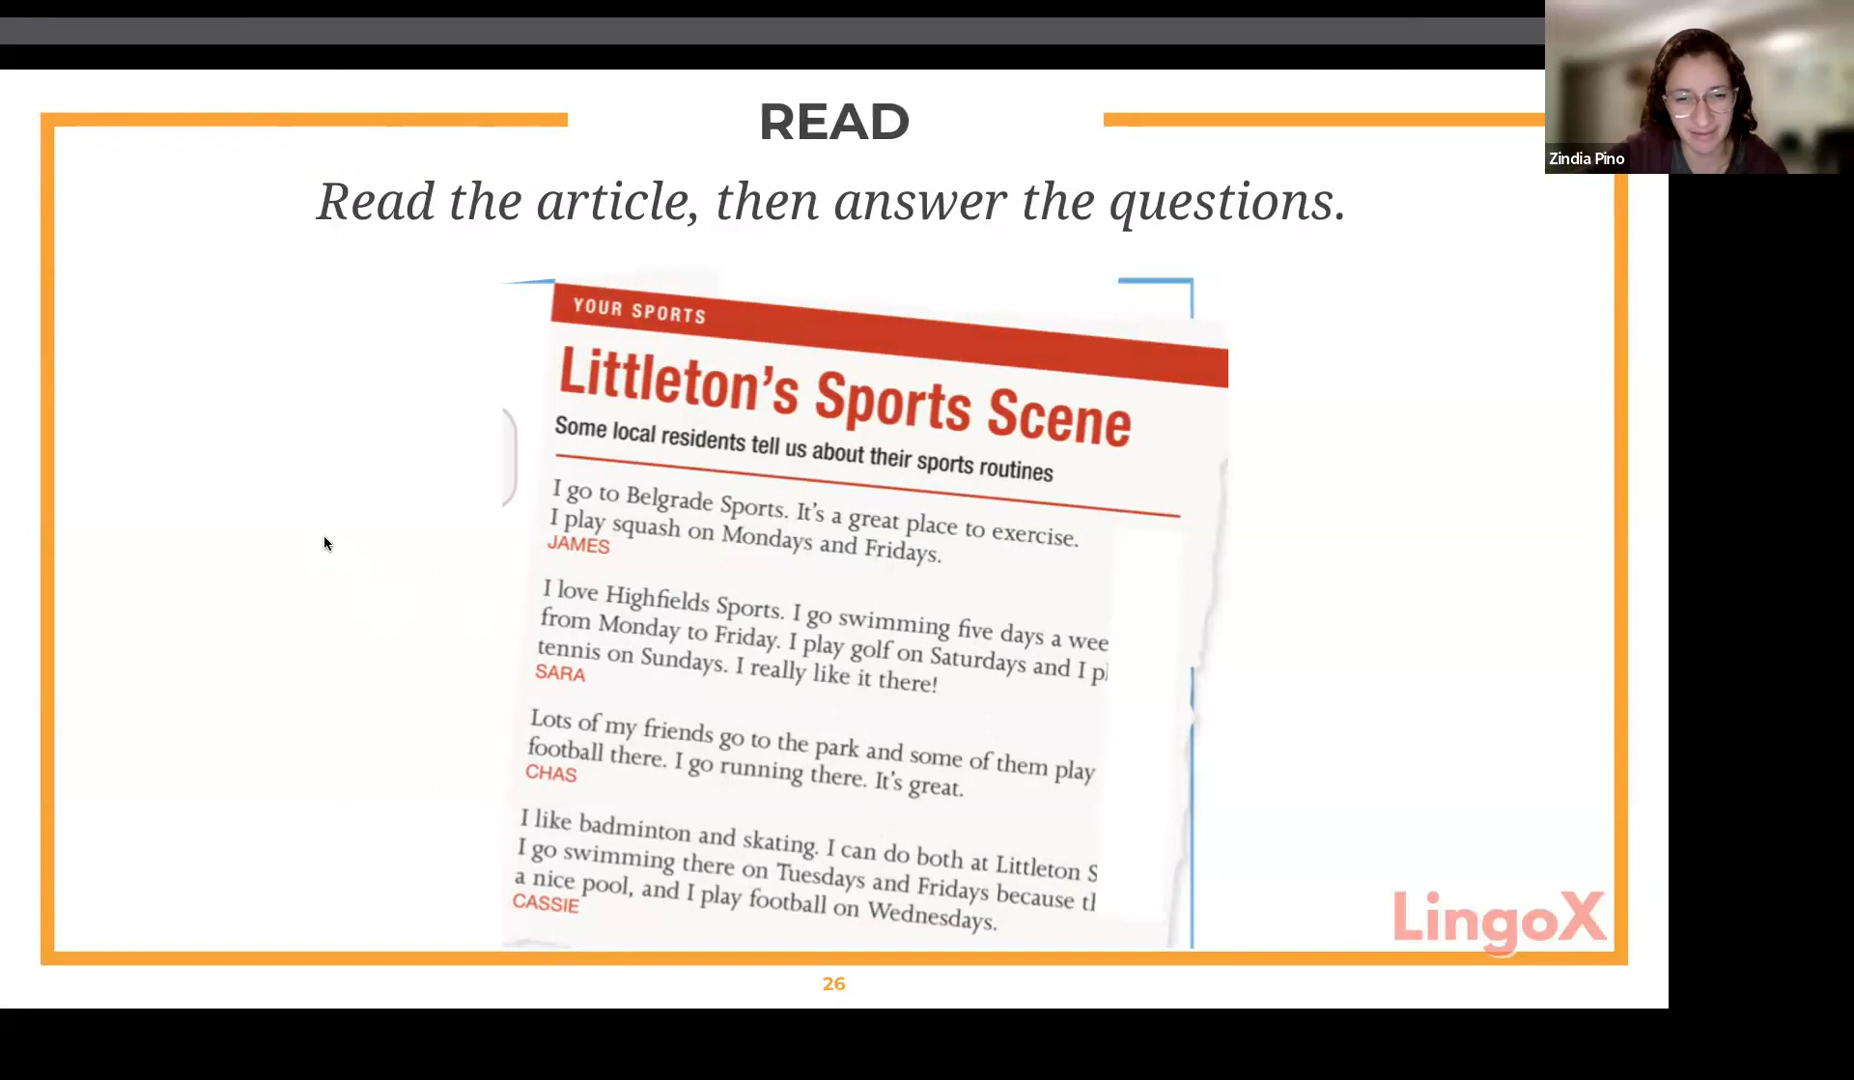 READ
Zindia Pino
Read the article, then answer the questions.
YOUR SPORTS
Littleton's Sports Scene
Some local residents tell us about their sports routines
I go to Belgrade Sports. It's a great place to exercise.
I play squash on Mondays and Fridays.
JAMES
I love Highfields Sports. I go swimming five days a wee
from Monday to Friday. I play golf on Saturdays and I pl
tennis on Sundays. I really like it there!
SARA
Lots of my friends go to the park and some of them play
football there. I go running there. It's great.
CHAS
I like badminton and skating. I can do both at Littleton S
I go swimming there on Tuesdays and Fridays because th
a nice pool, and I play football on Wednesdays.
CASSIE
LingoX
26